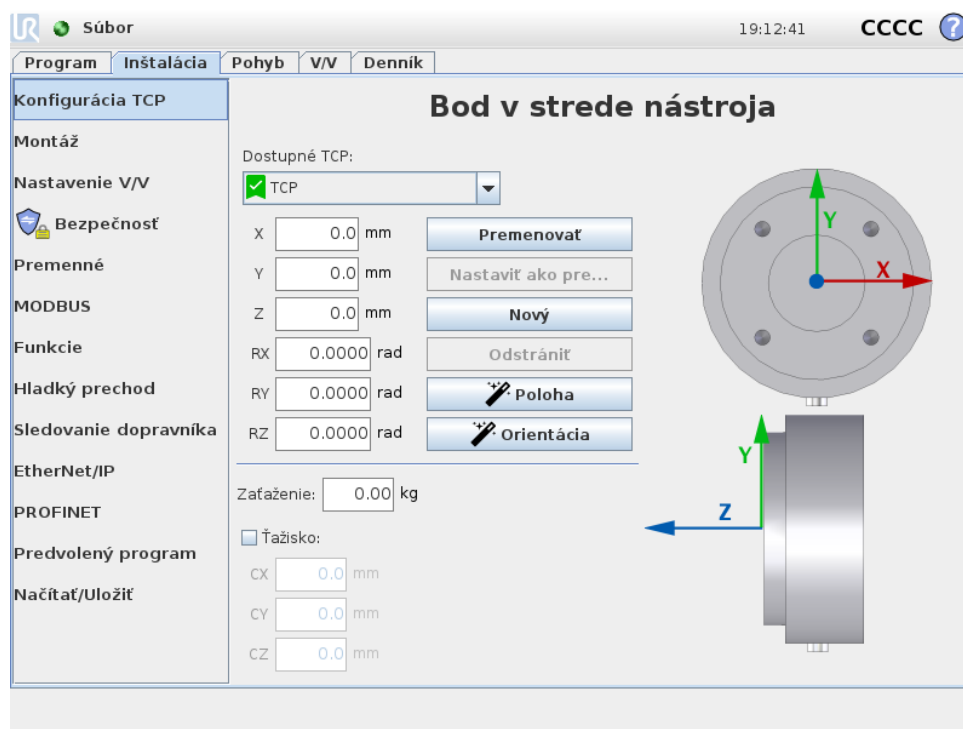 UR Súbor 19:12:41 CCCC ?
Program Inštalácia Pohyb V/V Denník
Konfigurácia TCP
Montáž
Nastavenie V/V
Bezpečnosť
Premenné
MODBUS
Funkcie
Hladký prechod
Sledovanie dopravníka
EtherNet/IP
PROFINET
Predvolený program
Načítať/Uložiť
Bod v strede nástroja
Dostupné TCP:
TCP
X 0.0 mm Premenovať
Y 0.0 mm Nastaviť ako pre...
Z 0.0 mm Nový
RX 0.0000 rad Odstrániť
RY 0.0000 rad Poloha
RZ 0.0000 rad Orientácia
Zaťaženie: 0.00 kg
Ťažisko:
CX 0.0 mm
CY 0.0 mm
CZ 0.0 mm
Y
X
Y
Z